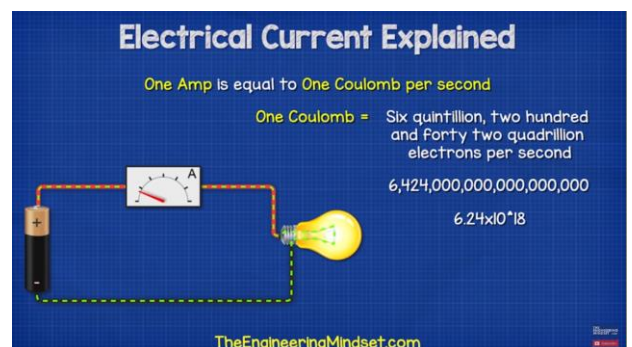 Electrical Current Explained
One Amp is equal to One Coulomb per second
One Coulomb = Six quintillion, two hundred
and forty two quadrillion
electrons per second
6,424,000,000,000,000,000
6.24x10^18
A
+
-
TheEngineeringMindset.com